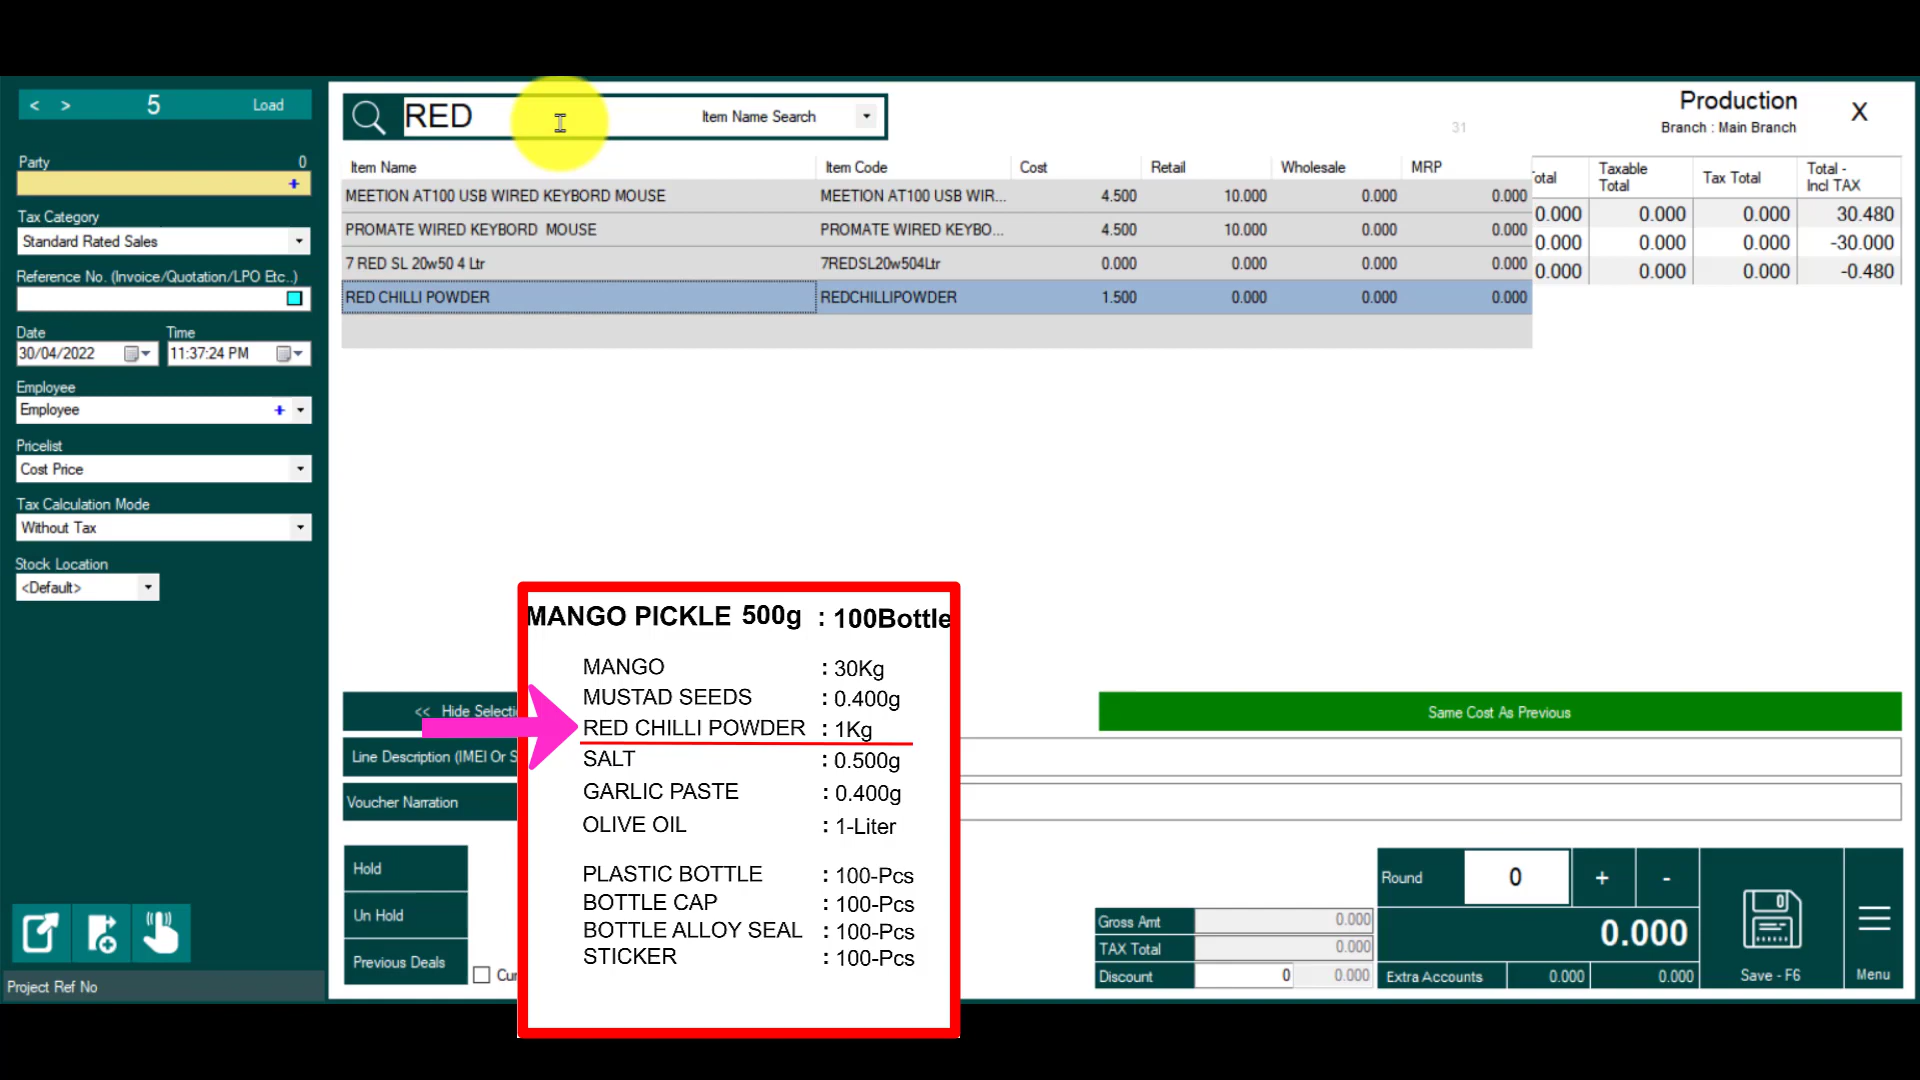 < > 5 Load
RED Item Name Search
31
Production
Branch : Main Branch
X
Party 0
+
Tax Category
Standard Rated Sales
Reference No. (Invoice/Quotation/LPO Etc..)
Date Time
30/04/2022 11:37:24 PM
Employee
Employee +
Pricelist
Cost Price
Tax Calculation Mode
Without Tax
Stock Location
<Default>
Project Ref No
Item Name Item Code Cost Retail Wholesale MRP
MEETION AT100 USB WIRED KEYBORD MOUSE MEETION AT100 USB WIR... 4.500 10.000 0.000 0.000
PROMATE WIRED KEYBORD MOUSE PROMATE WIRED KEYBO... 4.500 10.000 0.000 0.000
7 RED SL 20w50 4 Ltr 7REDSL20w504Ltr 0.000 0.000 0.000 0.000
RED CHILLI POWDER REDCHILLIPOWDER 1.500 0.000 0.000 0.000
otal Taxable Total Tax Total Total - Incl TAX
0.000 0.000 0.000 30.480
0.000 0.000 0.000 -30.000
0.000 0.000 0.000 -0.480
<< Hide Selectio
Same Cost As Previous
Line Description (IMEI Or S
Voucher Narration
MANGO PICKLE 500g : 100Bottle
MANGO : 30Kg
MUSTAD SEEDS : 0.400g
RED CHILLI POWDER : 1Kg
SALT : 0.500g
GARLIC PASTE : 0.400g
OLIVE OIL : 1-Liter
PLASTIC BOTTLE : 100-Pcs
BOTTLE CAP : 100-Pcs
BOTTLE ALLOY SEAL : 100-Pcs
STICKER : 100-Pcs
Hold
Un Hold
Previous Deals
Cur
Gross Amt 0.000
TAX Total 0.000
Discount 0 0.000
Round 0 + -
0.000
Extra Accounts 0.000 0.000
Save - F6
Menu